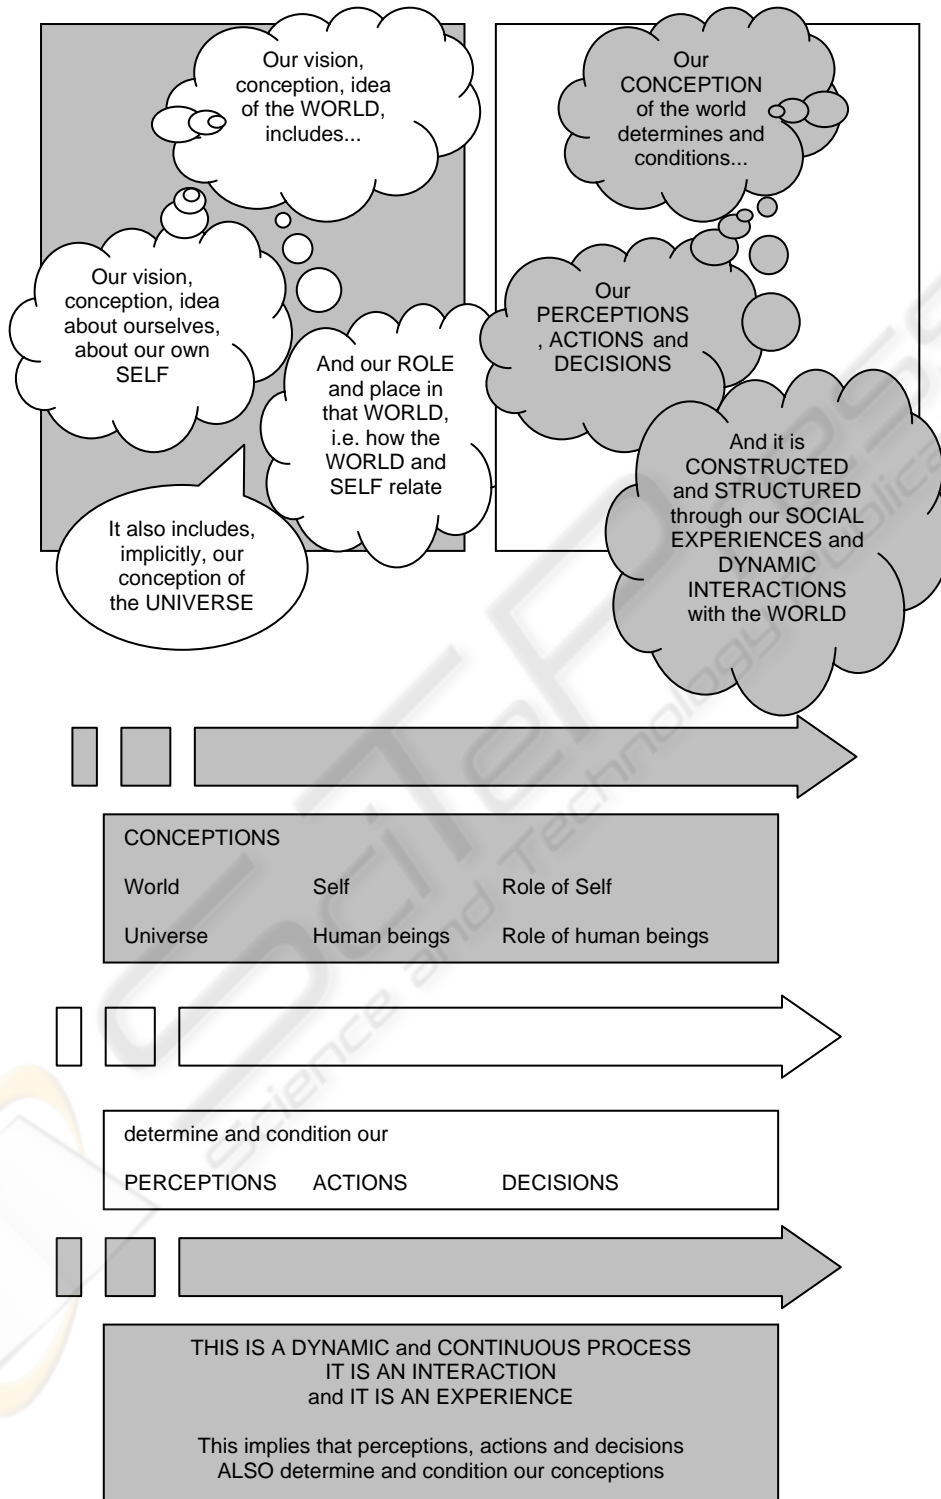 Our vision,
conception, idea
of the WORLD,
includes...
Our vision,
conception, idea
about ourselves,
about our own
SELF
And our ROLE
and place in
that WORLD,
i.e. how the
WORLD and
SELF relate
It also includes,
implicitly, our
conception of
the UNIVERSE
Our
CONCEPTION
of the world
determines and
conditions...
Our
PERCEPTIONS
, ACTIONS and
DECISIONS
And it is
CONSTRUCTED
and STRUCTURED
through our SOCIAL
EXPERIENCES and
DYNAMIC
INTERACTIONS
with the WORLD
CONCEPTIONS
World Self Role of Self
Universe Human beings Role of human beings
determine and condition our
PERCEPTIONS ACTIONS DECISIONS
THIS IS A DYNAMIC and CONTINUOUS PROCESS
IT IS AN INTERACTION
and IT IS AN EXPERIENCE
This implies that perceptions, actions and decisions
ALSO determine and condition our conceptions
SciTePress
Science and Technology Publica